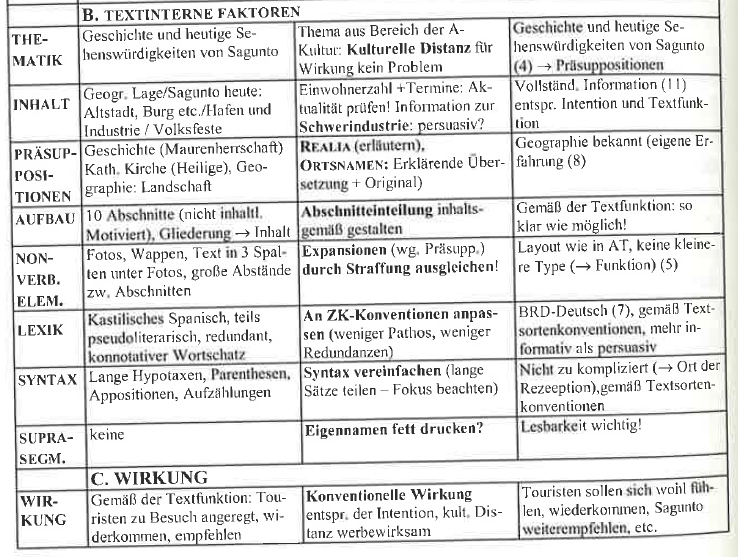 B. TEXTINTERNE FAKTOREN
THE-
MATIK
Geschichte und heutige Se-
henswürdigkeiten von Sagunto
Thema aus Bereich der A-
Kultur: Kulturelle Distanz für
Wirkung kein Problem
Geschichte und heutige Se-
henswürdigkeiten von Sagunto
(4) → Präsuppositionen
INHALT
Geogr. Lage/Sagunto heute:
Altstadt, Burg etc./Hafen und
Industrie / Volksfeste
Einwohnerzahl +Termine: Ak-
tualität prüfen! Information zur
Schwerindustrie: persuasiv?
Vollständ. Information (11)
entspr. Intention und Textfunk-
tion
PRÄSUP-
POSI-
TIONEN
Geschichte (Maurenherrschaft)
Kath. Kirche (Heilige), Geo-
graphie: Landschaft
REALIA (erläutern),
ORTSNAMEN: Erklärende Über-
setzung + Original)
Geographie bekannt (eigene Er-
fahrung (8)
AUFBAU
10 Abschnitte (nicht inhaltl.
Motiviert), Gliederung → Inhalt
Abschnitteinteilung inhalts-
gemäß gestalten
Gemäß der Textfunktion: so
klar wie möglich!
NON-
VERB.
ELEM.
Fotos, Wappen, Text in 3 Spal-
ten unter Fotos, große Abstände
zw. Abschnitten
Expansionen (wg. Präsupp.)
durch Straffung ausgleichen!
Layout wie in AT, keine kleine-
re Type (→ Funktion) (5)
LEXIK
Kastilisches Spanisch, teils
pseudoliterarisch, redundant,
konnotativer Wortschatz
An ZK-Konventionen anpas-
sen (weniger Pathos, weniger
Redundanzen)
BRD-Deutsch (7), gemäß Text-
sortenkonventionen, mehr in-
formativ als persuasiv
SYNTAX
Lange Hypotaxen, Parenthesen,
Appositionen, Aufzählungen
Syntax vereinfachen (lange
Sätze teilen – Fokus beachten)
Nicht zu kompliziert (→ Ort der
Rezeeption),gemäß Textsorten-
konventionen
SUPRA-
SEGM.
keine
Eigennamen fett drucken?
Lesbarkeit wichtig!
C. WIRKUNG
WIR-
KUNG
Gemäß der Textfunktion: Tou-
risten zu Besuch angeregt, wi-
derkommen, empfehlen
Konventionelle Wirkung
entspr. der Intention, kult. Dis-
tanz werbewirksam
Touristen sollen sich wohl füh-
len, wiederkommen, Sagunto
weiterempfehlen, etc.